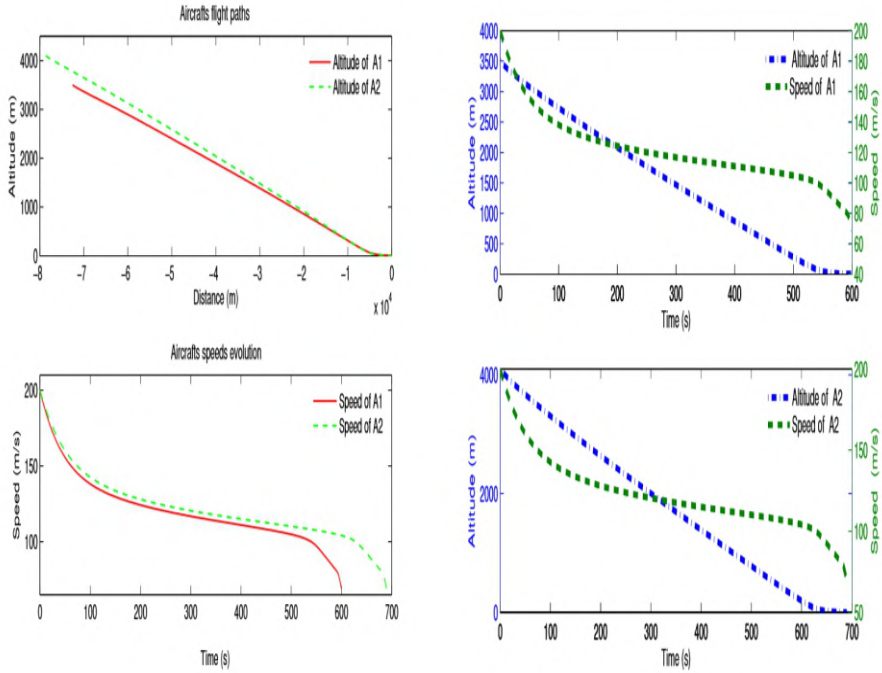 Aircrafts flight paths
Altitude (m)
4000
3000
2000
1000
0
Altitude of A1
Altitude of A2
−8 −7 −6 −5 −4 −3 −2 −1 0
Distance (m)
x 10⁴
Altitude (m)
4000
3500
3000
2500
2000
1500
1000
500
0
Altitude of A1
Speed of A1
200
180
160
140
120
100
80
60
40
Speed (m/s)
0 100 200 300 400 500 600
Time (s)
Aircrafts speeds evolution
Speed (m/s)
200
150
100
Speed of A1
Speed of A2
0 100 200 300 400 500 600 700
Time (s)
Altitude (m)
4000
2000
0
Altitude of A2
Speed of A2
200
150
100
50
Speed (m/s)
0 100 200 300 400 500 600 700
Time (s)